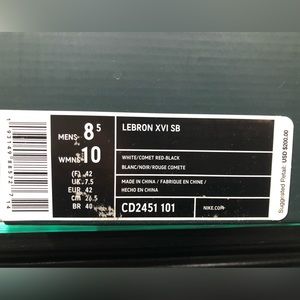 LEBRON XVI SB
MENS 8.5
WMNS 10
WHITE/COMET RED-BLACK
BLANC/NOIR/ROUGE COMETE
(F) 42
UK 7.5
EUR 42
CM 26.5
BR 40
MADE IN CHINA / FABRIQUE EN CHINE /
HECHO EN CHINA
CD2451 101
NIKE.COM
Suggested Retail: USD $200.00